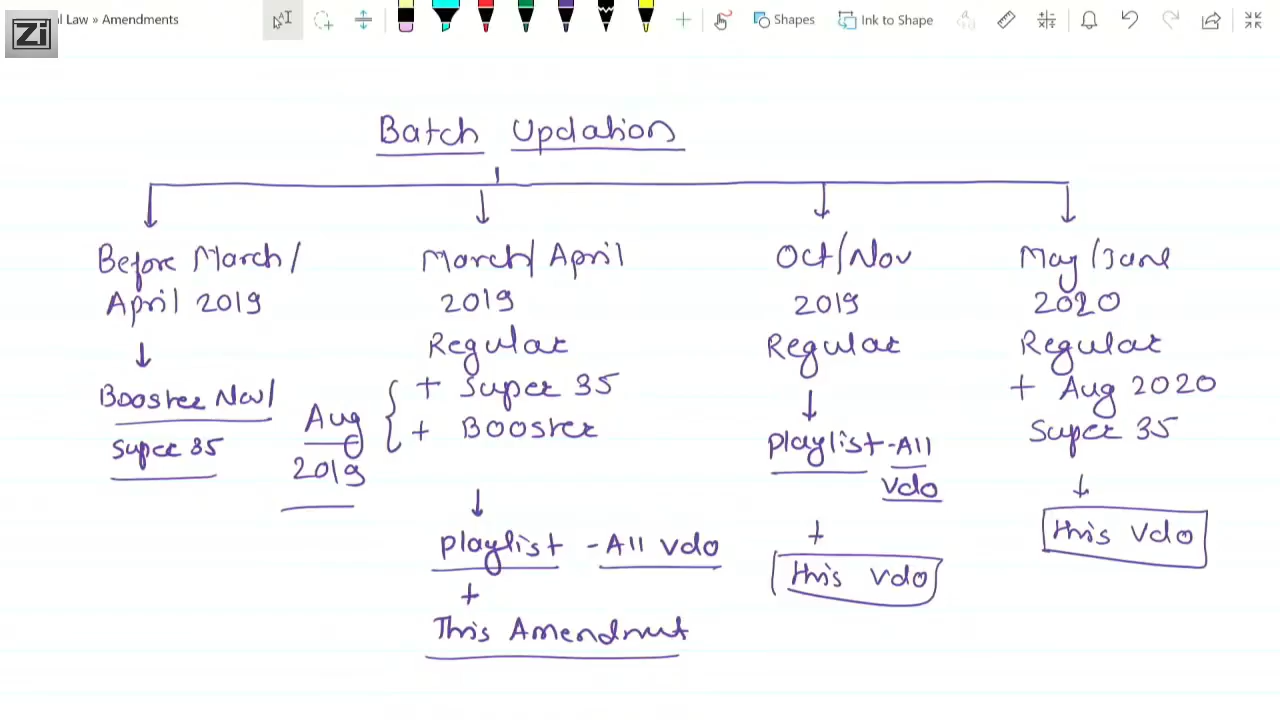 Zi
al Law » Amendments
Shapes
Ink to Shape
Batch Updation
Before March/
April 2019
Booster Nov/
Super 35
Aug
2019
March/April
2019
Regular
+ Super 35
+ Booster
Playlist - All vdo
+
This Amendmut
Oct/Nov
2019
Regular
Playlist - All
vdo
+
this vdo
May/June
2020
Regular
+ Aug 2020
Super 35
this vdo